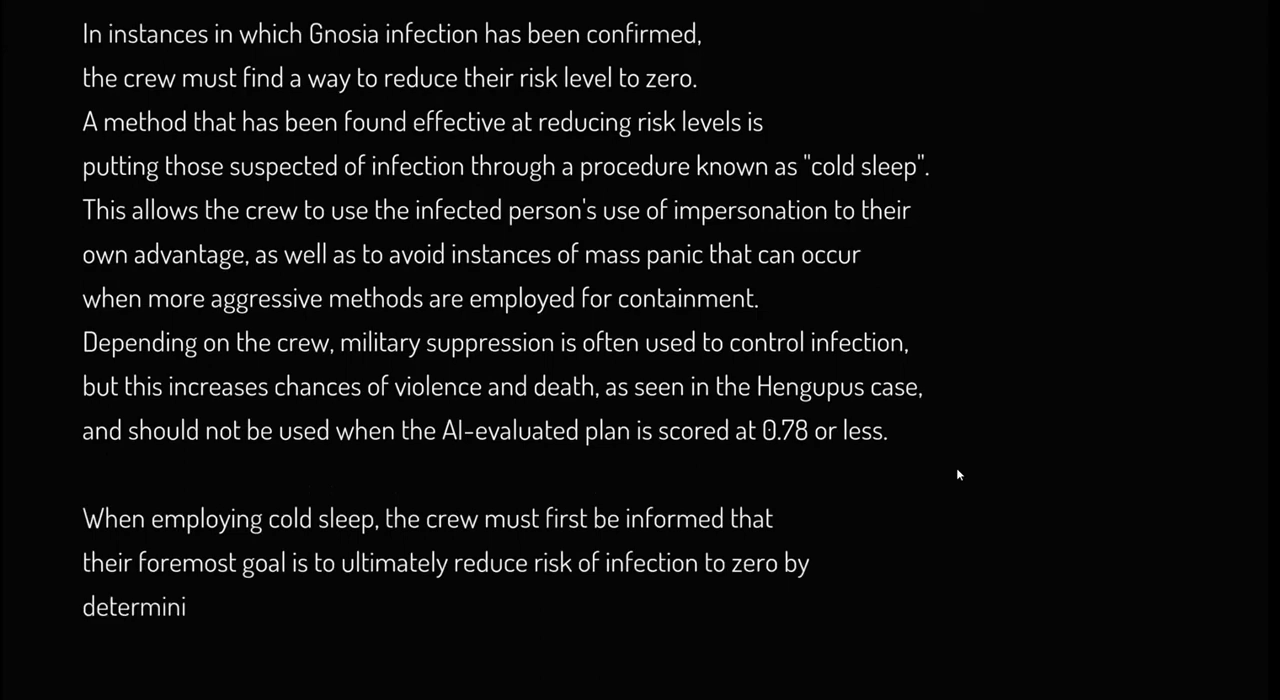 In instances in which Gnosia infection has been confirmed,
the crew must find a way to reduce their risk level to zero.
A method that has been found effective at reducing risk levels is
putting those suspected of infection through a procedure known as "cold sleep".
This allows the crew to use the infected person's use of impersonation to their
own advantage, as well as to avoid instances of mass panic that can occur
when more aggressive methods are employed for containment.
Depending on the crew, military suppression is often used to control infection,
but this increases chances of violence and death, as seen in the Hengupus case,
and should not be used when the AI-evaluated plan is scored at 0.78 or less.
When employing cold sleep, the crew must first be informed that
their foremost goal is to ultimately reduce risk of infection to zero by
determini